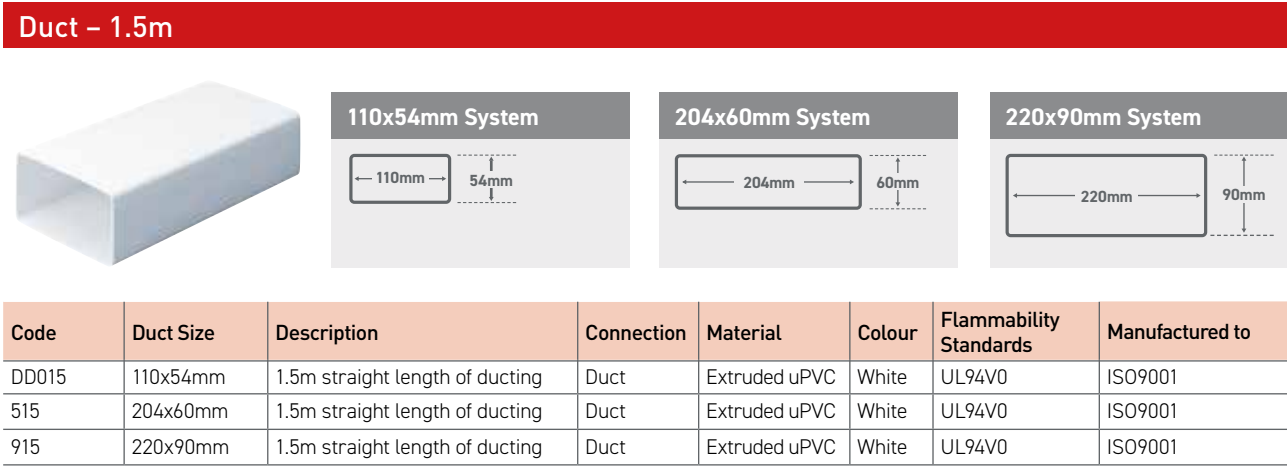 Duct – 1.5m
110x54mm System
110mm
54mm
204x60mm System
204mm
60mm
220x90mm System
220mm
90mm
Code Duct Size Description Connection Material Colour Flammability Standards Manufactured to
DD015 110x54mm 1.5m straight length of ducting Duct Extruded uPVC White UL94V0 ISO9001
515 204x60mm 1.5m straight length of ducting Duct Extruded uPVC White UL94V0 ISO9001
915 220x90mm 1.5m straight length of ducting Duct Extruded uPVC White UL94V0 ISO9001